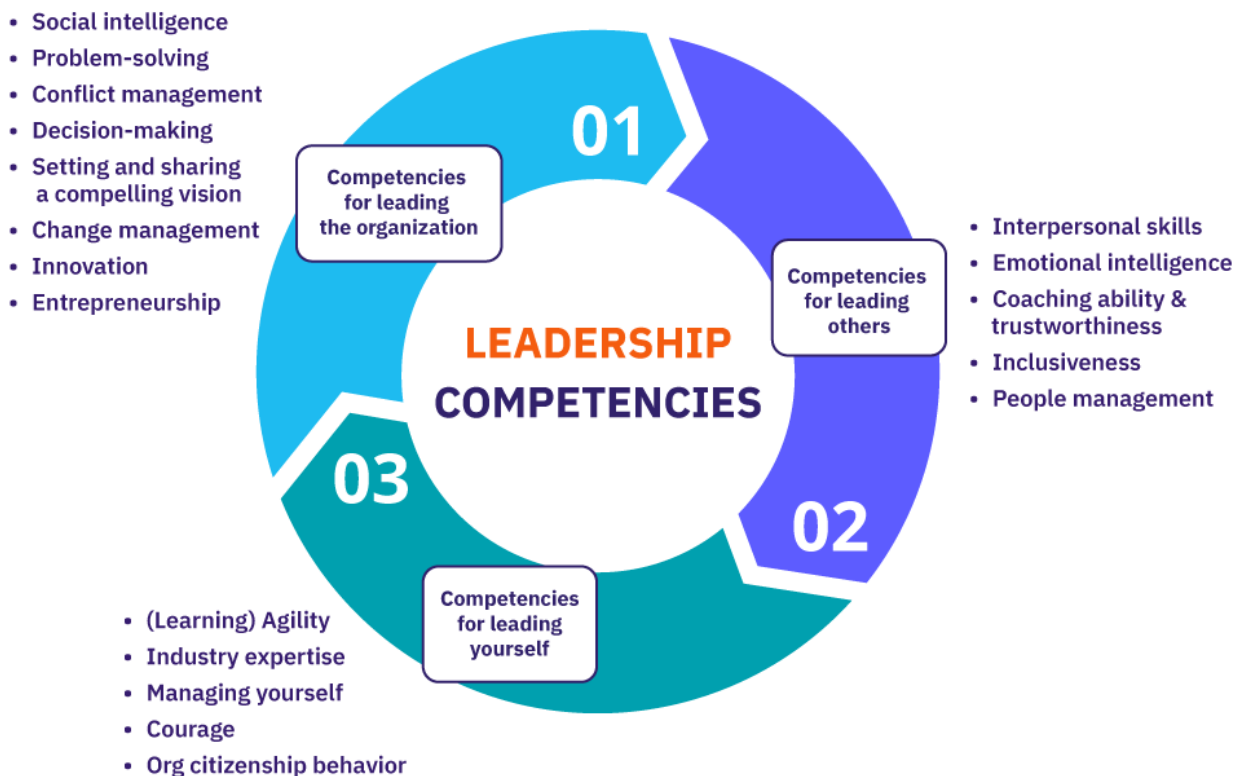 • Social intelligence
• Problem-solving
• Conflict management
• Decision-making
• Setting and sharing
a compelling vision
• Change management
• Innovation
• Entrepreneurship
01
Competencies
for leading
the organization
LEADERSHIP
COMPETENCIES
Competencies
for leading
others
02
• Interpersonal skills
• Emotional intelligence
• Coaching ability &
trustworthiness
• Inclusiveness
• People management
03
Competencies
for leading
yourself
• (Learning) Agility
• Industry expertise
• Managing yourself
• Courage
• Org citizenship behavior